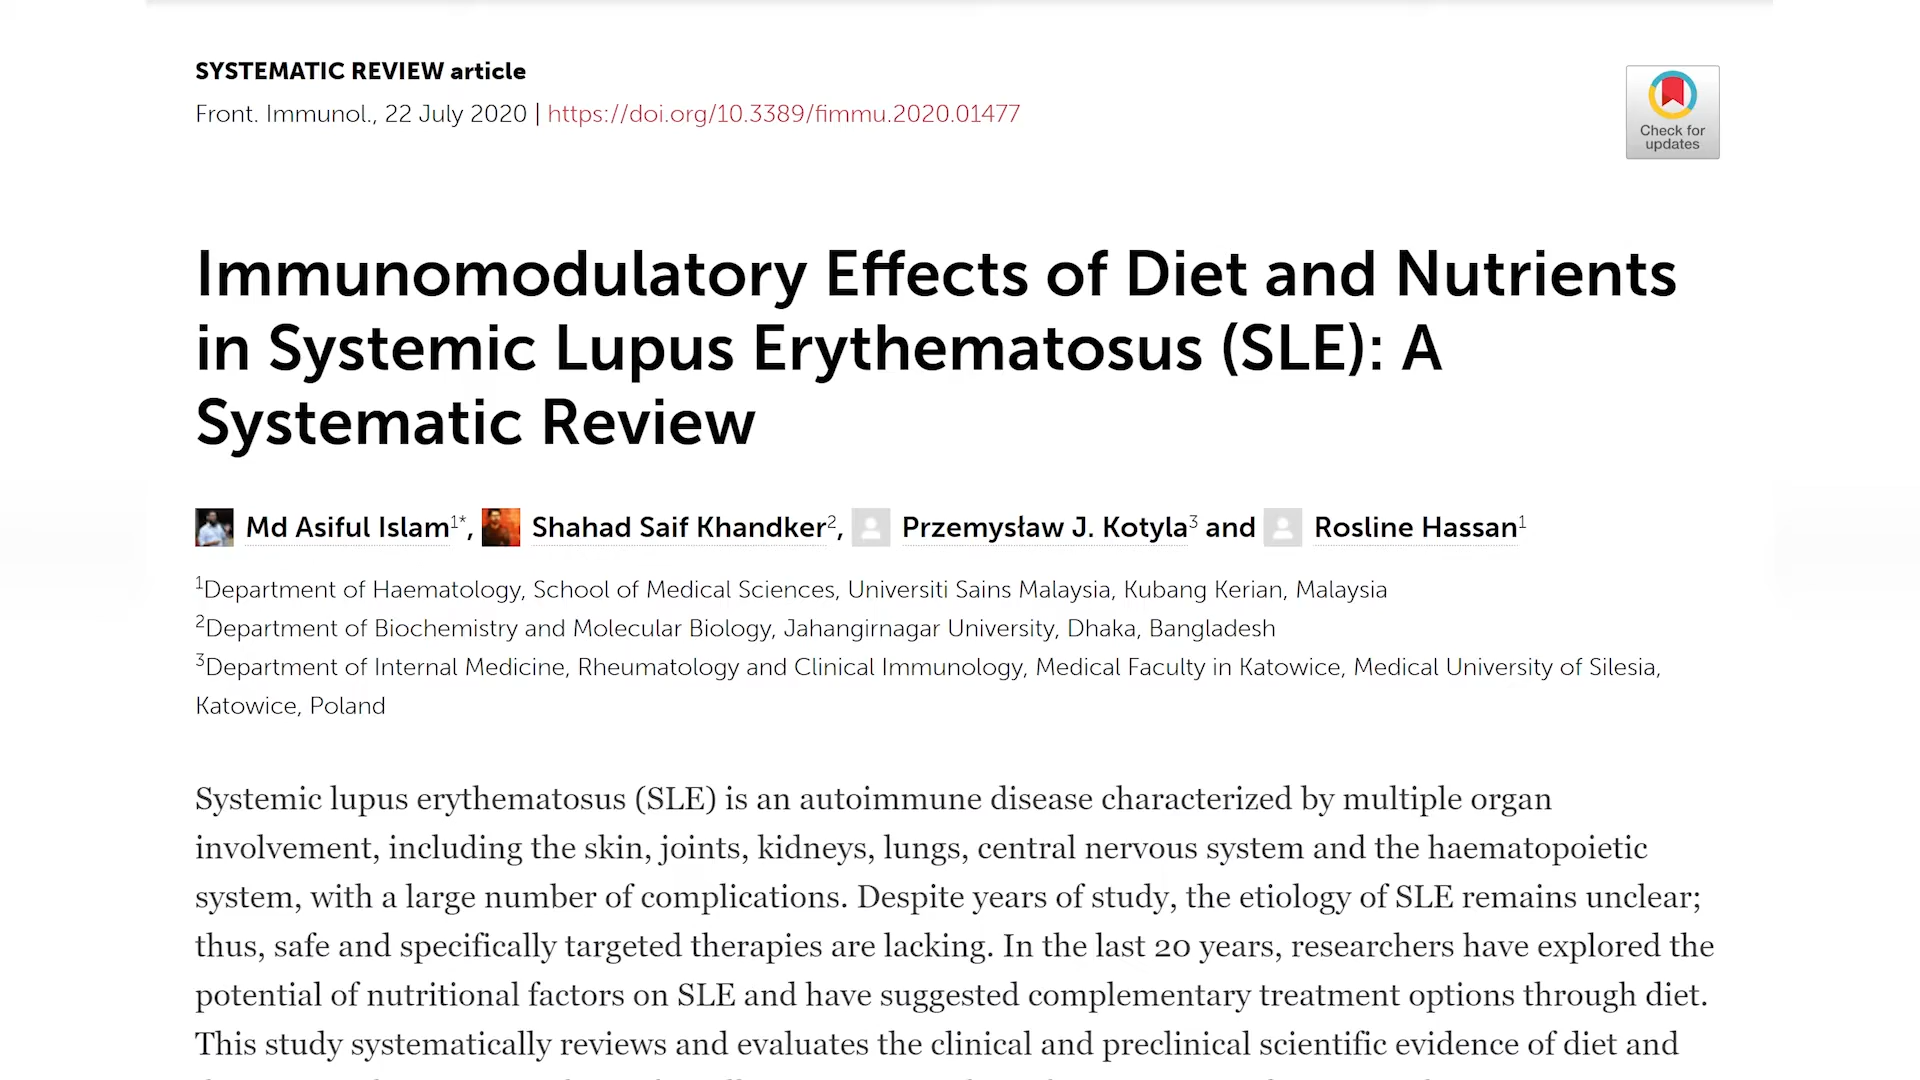 SYSTEMATIC REVIEW article
Front. Immunol., 22 July 2020 | https://doi.org/10.3389/fimmu.2020.01477
Check for
updates
Immunomodulatory Effects of Diet and Nutrients
in Systemic Lupus Erythematosus (SLE): A
Systematic Review
Md Asiful Islam1*, Shahad Saif Khandker2, Przemysław J. Kotyla3 and Rosline Hassan1
1Department of Haematology, School of Medical Sciences, Universiti Sains Malaysia, Kubang Kerian, Malaysia
2Department of Biochemistry and Molecular Biology, Jahangirnagar University, Dhaka, Bangladesh
3Department of Internal Medicine, Rheumatology and Clinical Immunology, Medical Faculty in Katowice, Medical University of Silesia,
Katowice, Poland
Systemic lupus erythematosus (SLE) is an autoimmune disease characterized by multiple organ
involvement, including the skin, joints, kidneys, lungs, central nervous system and the haematopoietic
system, with a large number of complications. Despite years of study, the etiology of SLE remains unclear;
thus, safe and specifically targeted therapies are lacking. In the last 20 years, researchers have explored the
potential of nutritional factors on SLE and have suggested complementary treatment options through diet.
This study systematically reviews and evaluates the clinical and preclinical scientific evidence of diet and